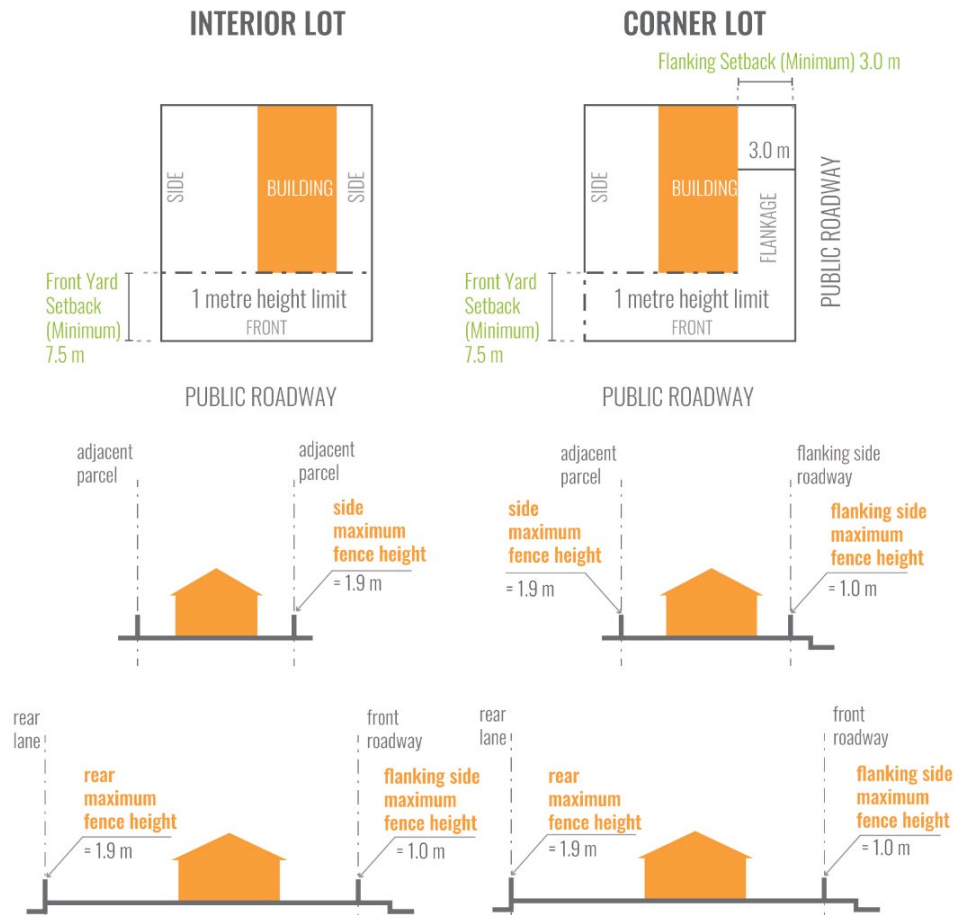 INTERIOR LOT
SIDE
BUILDING
SIDE
Front Yard
Setback
(Minimum)
7.5 m
1 metre height limit
FRONT
PUBLIC ROADWAY
CORNER LOT
Flanking Setback (Minimum) 3.0 m
SIDE
BUILDING
3.0 m
FLANKAGE
PUBLIC ROADWAY
Front Yard
Setback
(Minimum)
7.5 m
1 metre height limit
FRONT
PUBLIC ROADWAY
adjacent
parcel
adjacent
parcel
side
maximum
fence height
= 1.9 m
adjacent
parcel
side
maximum
fence height
= 1.9 m
flanking side
roadway
flanking side
maximum
fence height
= 1.0 m
rear
lane
rear
maximum
fence height
= 1.9 m
front
roadway
flanking side
maximum
fence height
= 1.0 m
rear
lane
rear
maximum
fence height
= 1.9 m
front
roadway
flanking side
maximum
fence height
= 1.0 m